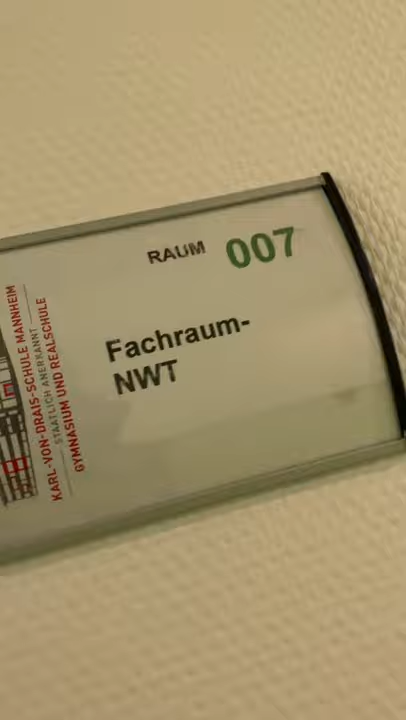 RAUM 007
Fachraum-
NWT
KARL-VON-DRAIS-SCHULE MANNHEIM
STAATLICH ANERKANNT
GYMNASIUM UND REALSCHULE